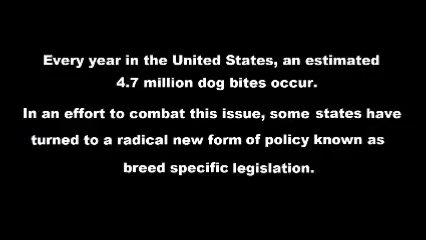 Every year in the United States, an estimated
4.7 million dog bites occur.
In an effort to combat this issue, some states have
turned to a radical new form of policy known as
breed specific legislation.